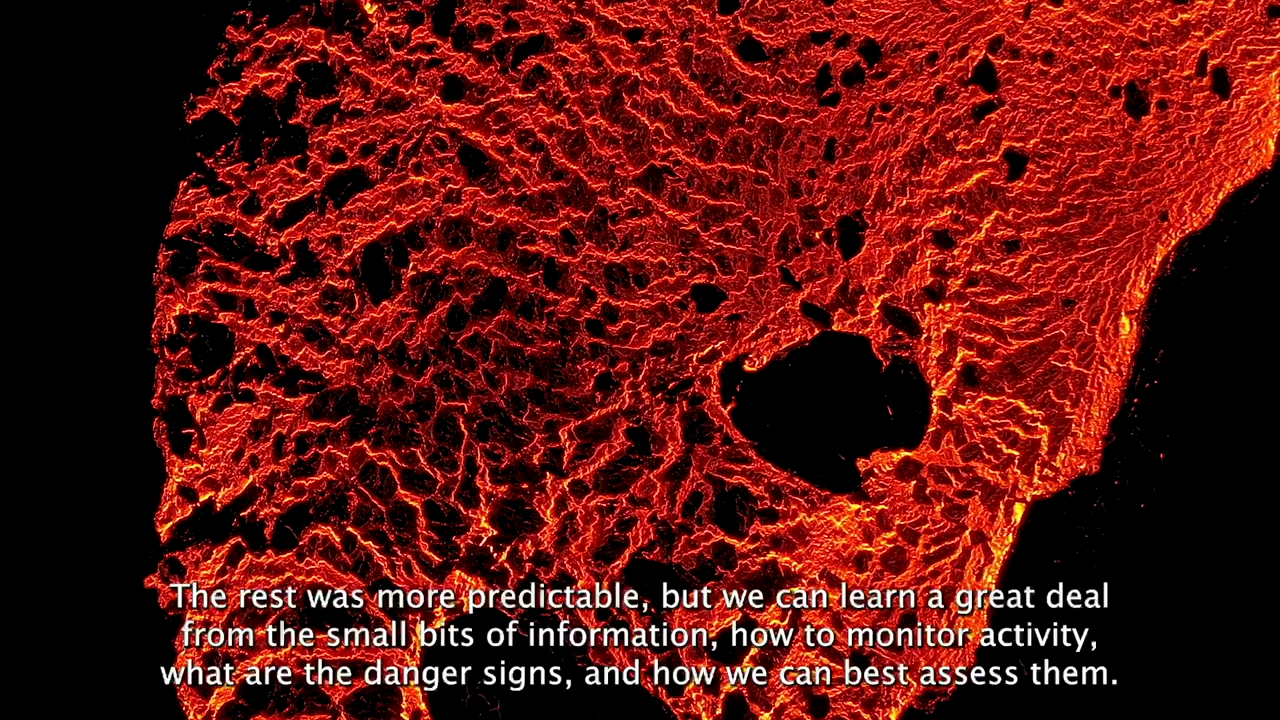 The rest was more predictable, but we can learn a great deal
from the small bits of information, how to monitor activity,
what are the danger signs, and how we can best assess them.